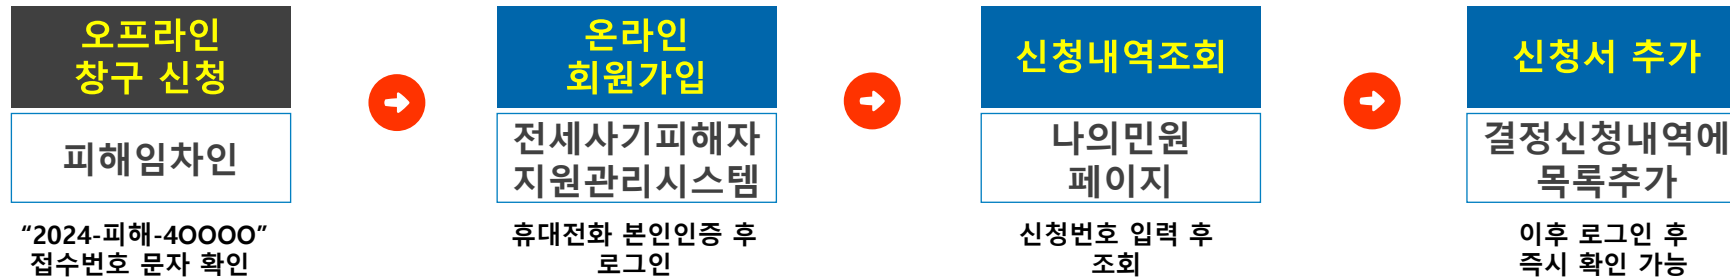 오프라인
창구 신청
피해임차인
“2024-피해-4OOOO”
접수번호 문자 확인
온라인
회원가입
전세사기피해자
지원관리시스템
휴대전화 본인인증 후
로그인
신청내역조회
나의민원
페이지
신청번호 입력 후
조회
신청서 추가
결정신청내역에
목록추가
이후 로그인 후
즉시 확인 가능